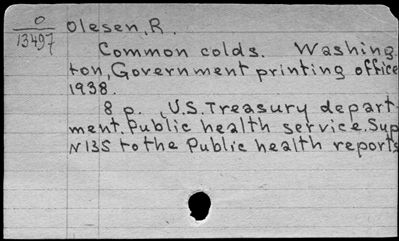 O
13497
Olesen, R.
Common colds. Washing
ton, Government printing office
1938.
8 p. (U.S. Treasury depart
ment. Public health service. Sup
N 135 to the Public health reports